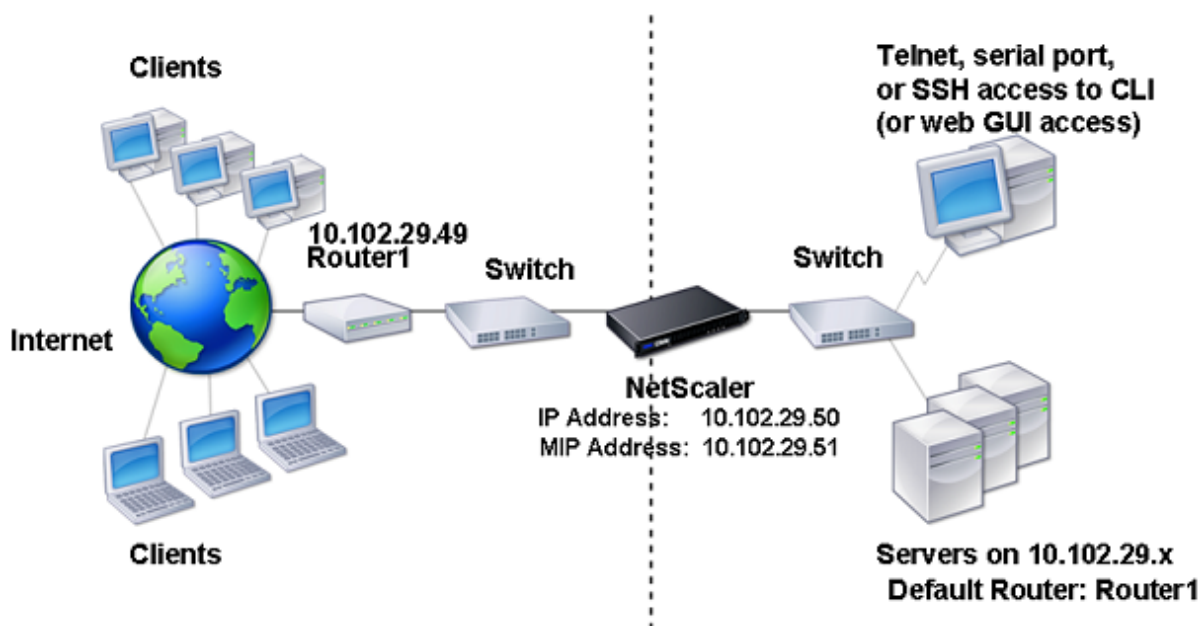 Clients
Telnet, serial port,
or SSH access to CLI
(or web GUI access)
10.102.29.49
Router1
Switch
Switch
Internet
NetScaler
IP Address: 10.102.29.50
MIP Address: 10.102.29.51
Clients
Servers on 10.102.29.x
Default Router: Router1